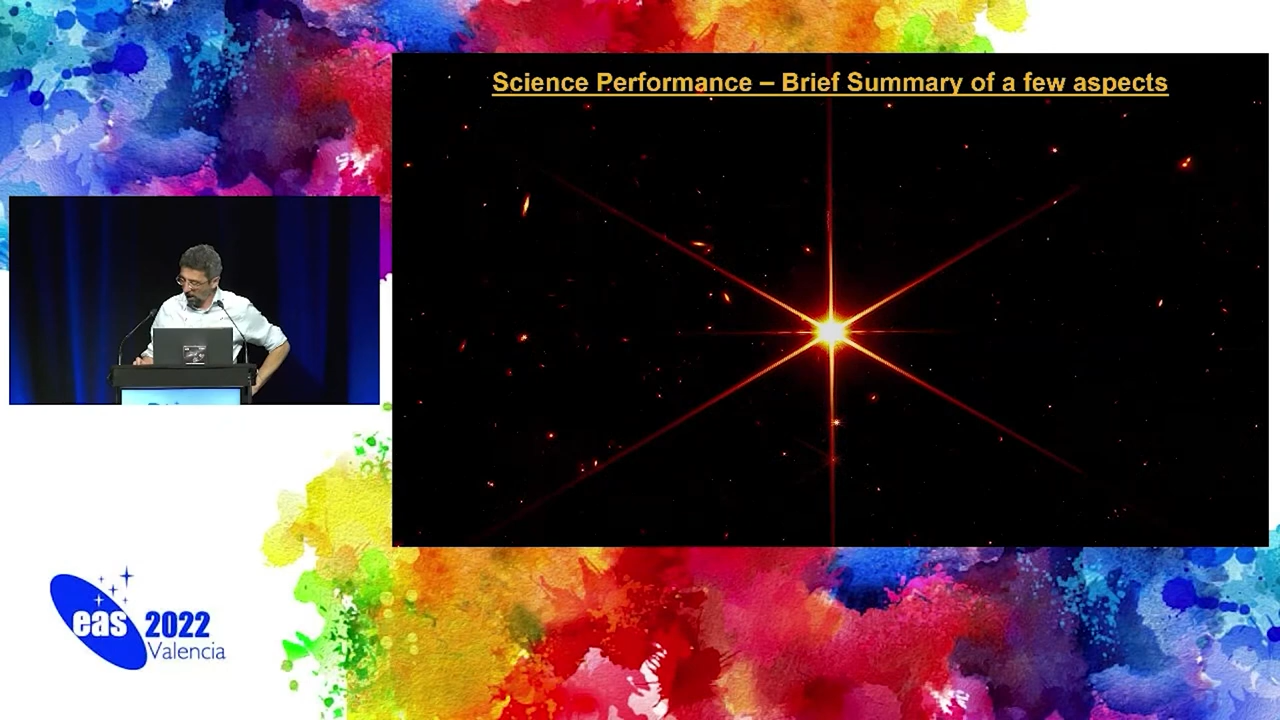 Science Performance – Brief Summary of a few aspects
eas 2022
Valencia